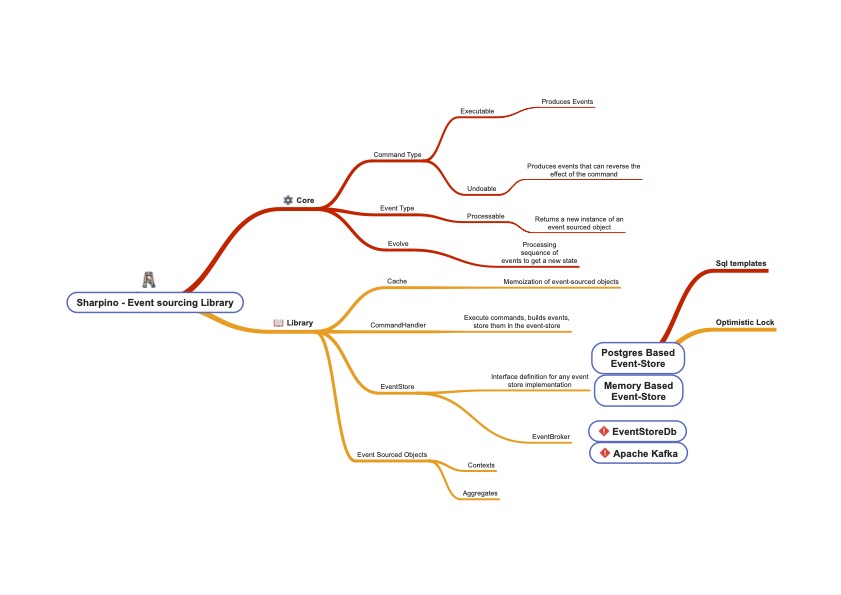 Sharpino - Event sourcing Library
Core
Command Type
Executable
Produces Events
Undoable
Produces events that can reverse the
effect of the command
Event Type
Processable
Returns a new instance of an
event sourced object
Evolve
Processing
sequence of
events to get a new state
Library
Cache
Memoization of event-sourced objects
CommandHandler
Execute commands, builds events,
store them in the event-store
EventStore
Interface definition for any event
store implementation
EventBroker
Event Sourced Objects
Contexts
Aggregates
Postgres Based
Event-Store
Sql templates
Optimistic Lock
Memory Based
Event-Store
EventStoreDb
Apache Kafka